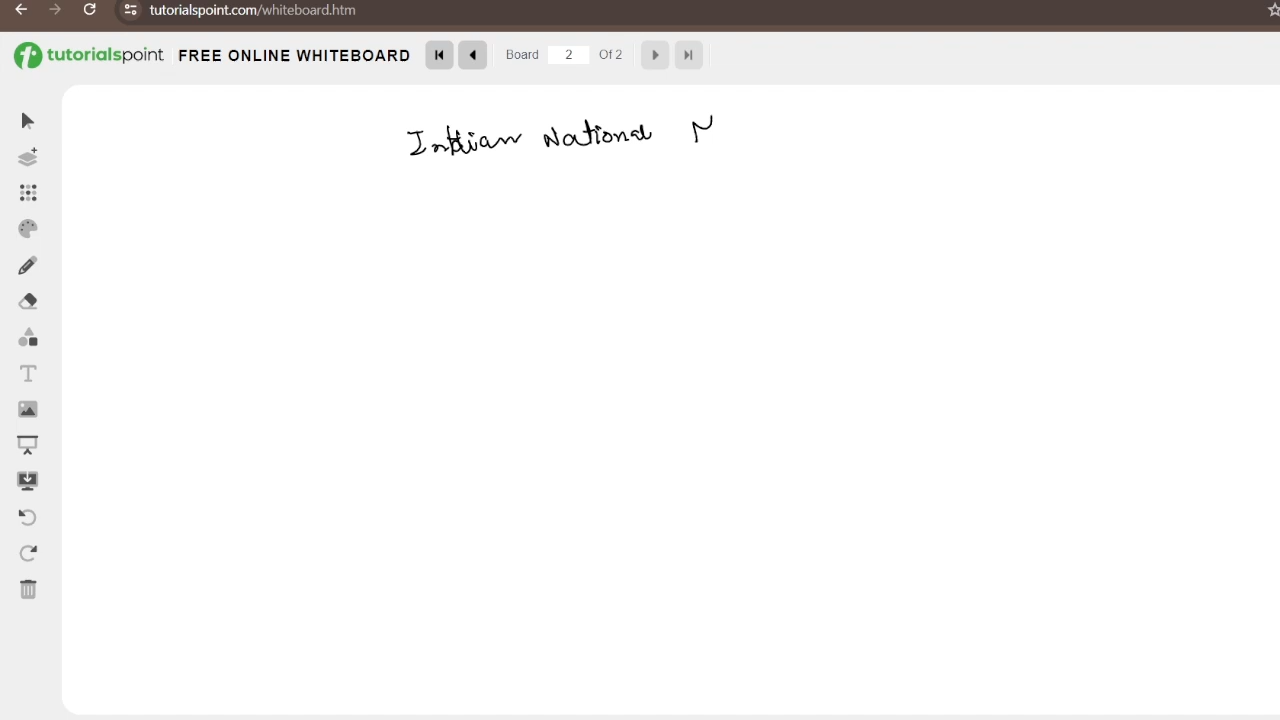 tutorialspoint.com/whiteboard.htm
tutorialspoint FREE ONLINE WHITEBOARD Board 2 Of 2
Indian National